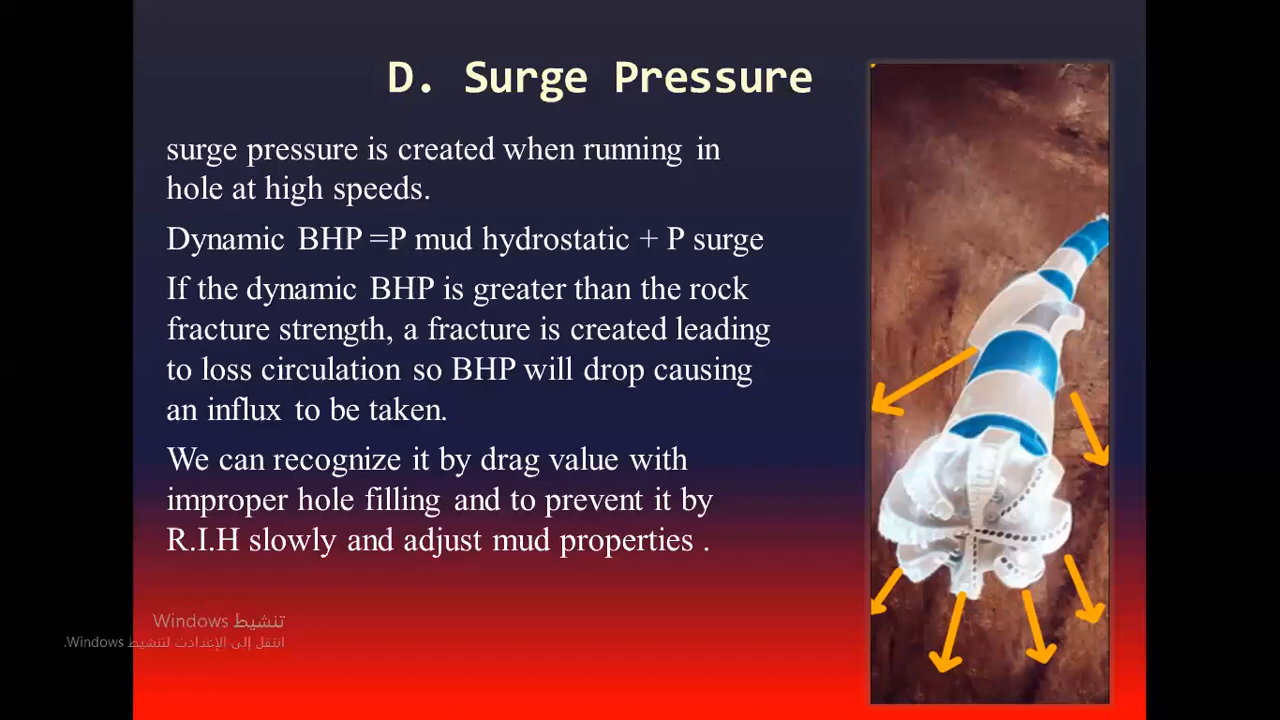 D. Surge Pressure
surge pressure is created when running in
hole at high speeds.
Dynamic BHP =P mud hydrostatic + P surge
If the dynamic BHP is greater than the rock
fracture strength, a fracture is created leading
to loss circulation so BHP will drop causing
an influx to be taken.
We can recognize it by drag value with
improper hole filling and to prevent it by
R.I.H slowly and adjust mud properties .
تنشيط Windows
انتقل إلى الإعدادات لتنشيط Windows.